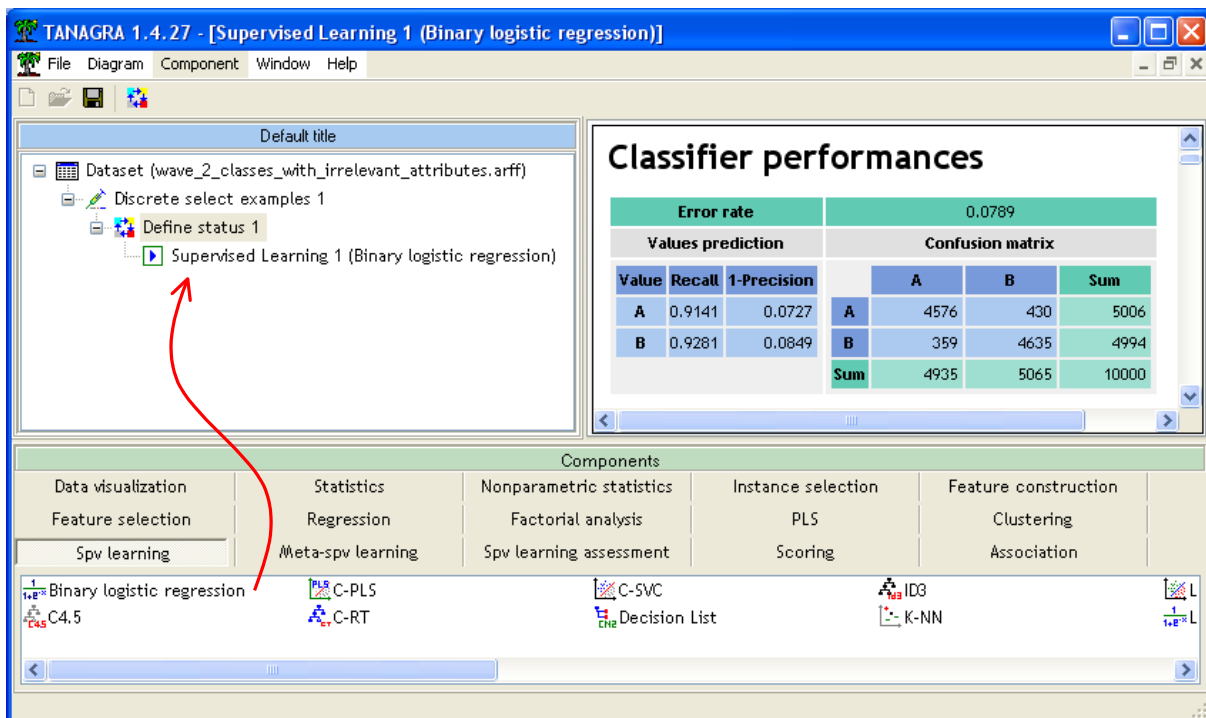 TANAGRA 1.4.27 - [Supervised Learning 1 (Binary logistic regression)]
File Diagram Component Window Help
Default title
Dataset (wave_2_classes_with_irrelevant_attributes.arff)
Discrete select examples 1
Define status 1
Supervised Learning 1 (Binary logistic regression)
Classifier performances
Error rate 0.0789
Values prediction Confusion matrix
Value Recall 1-Precision A B Sum
A 0.9141 0.0727 A 4576 430 5006
B 0.9281 0.0849 B 359 4635 4994
Sum 4935 5065 10000
Components
Data visualization Statistics Nonparametric statistics Instance selection Feature construction
Feature selection Regression Factorial analysis PLS Clustering
Spv learning Meta-spv learning Spv learning assessment Scoring Association
Binary logistic regression C-PLS C-SVC ID3 L
C4.5 C-RT Decision List K-NN L